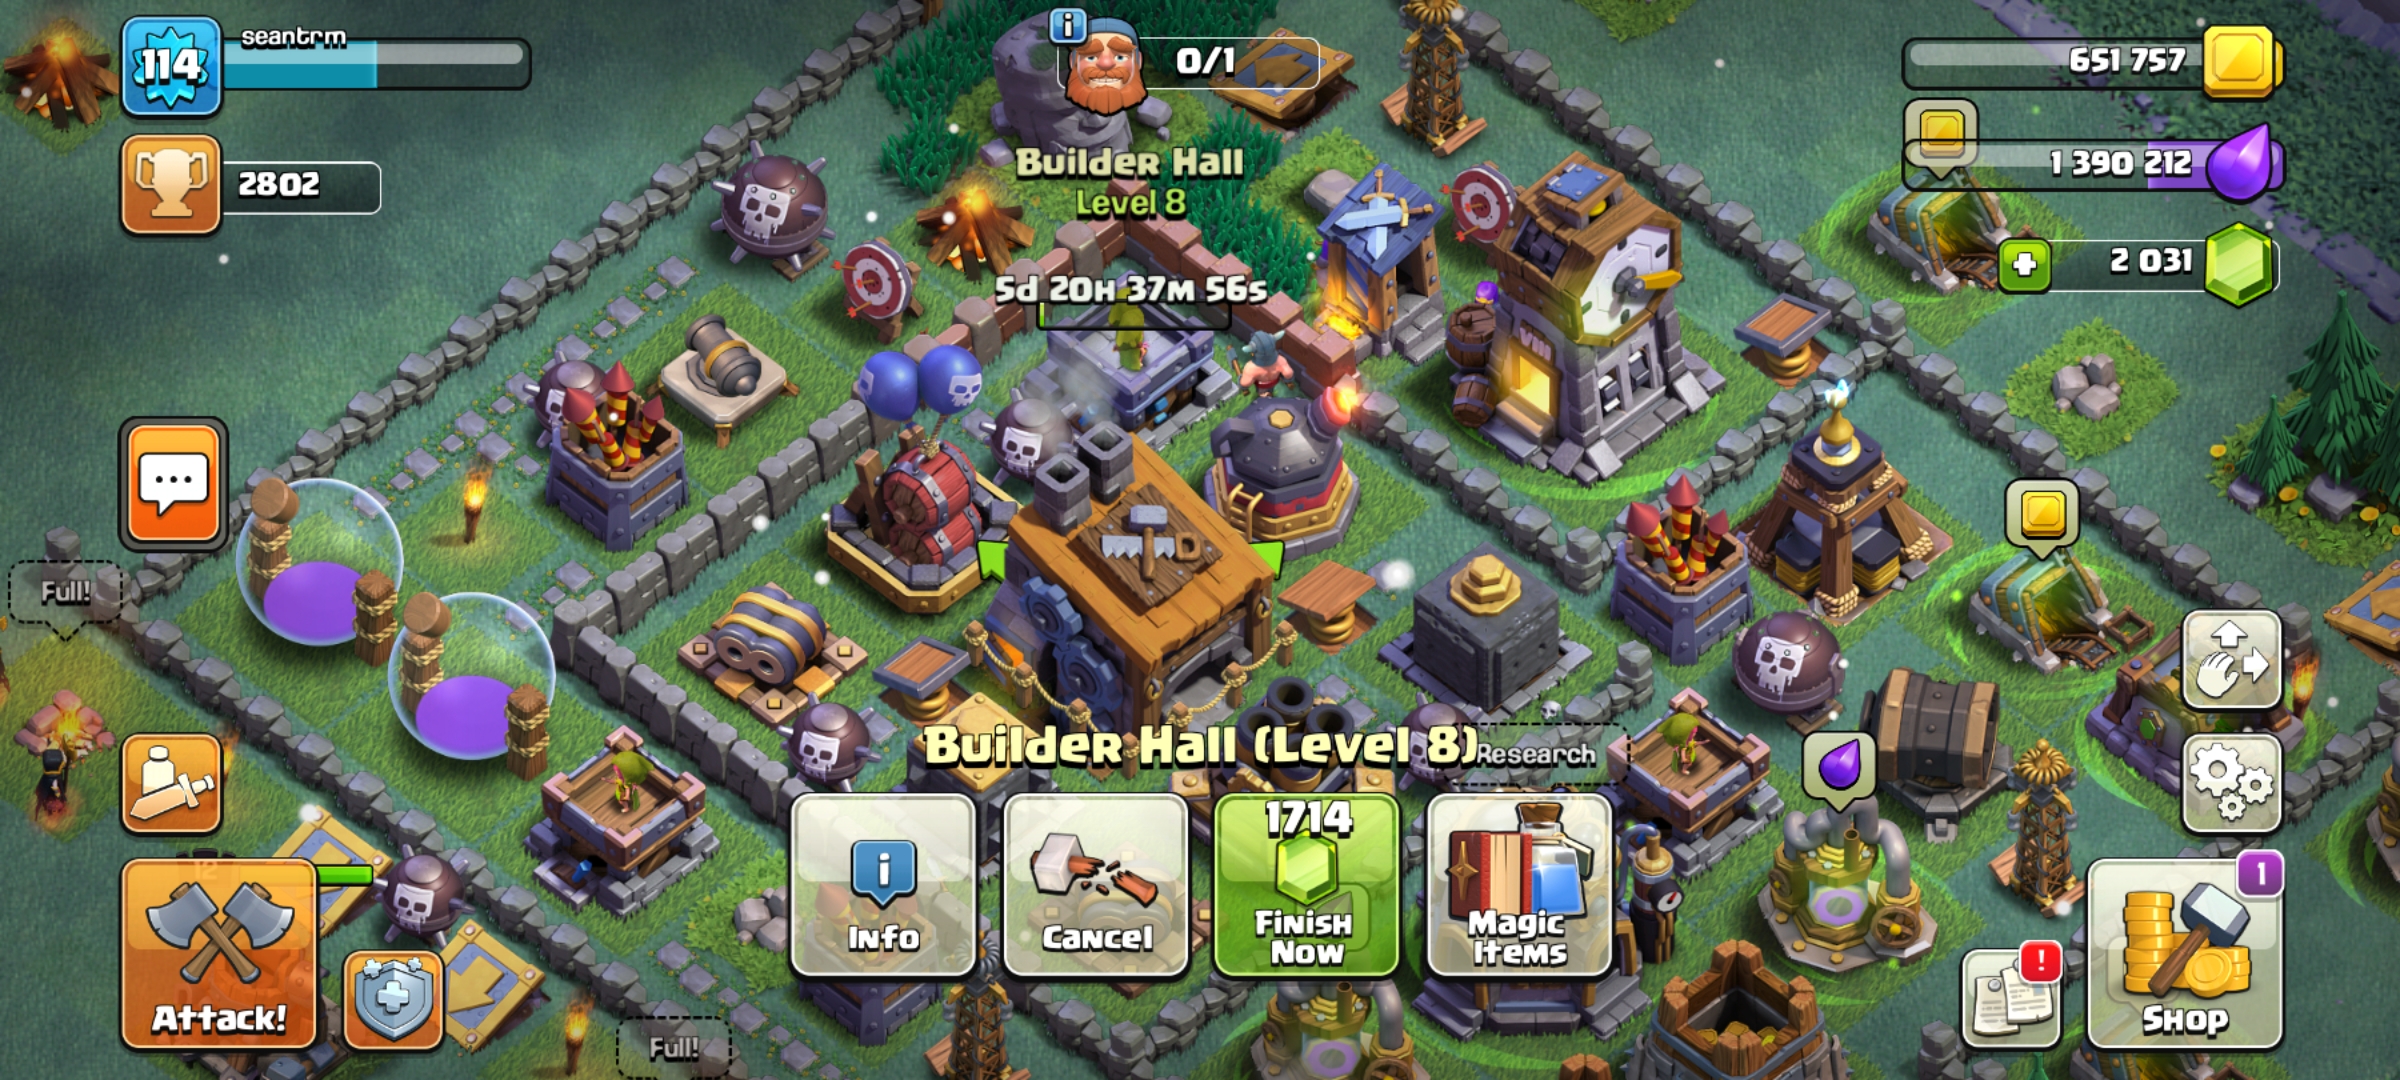 114
seantrm
2802
i
0/1
651 757
1 390 212
2 031
Builder Hall
Level 8
5d 20H 37M 56s
VIII
Full!
Builder Hall (Level 8)
Research
i
Info
Cancel
1714
Finish
Now
Magic
Items
Attack!
Full!
!
1
Shop